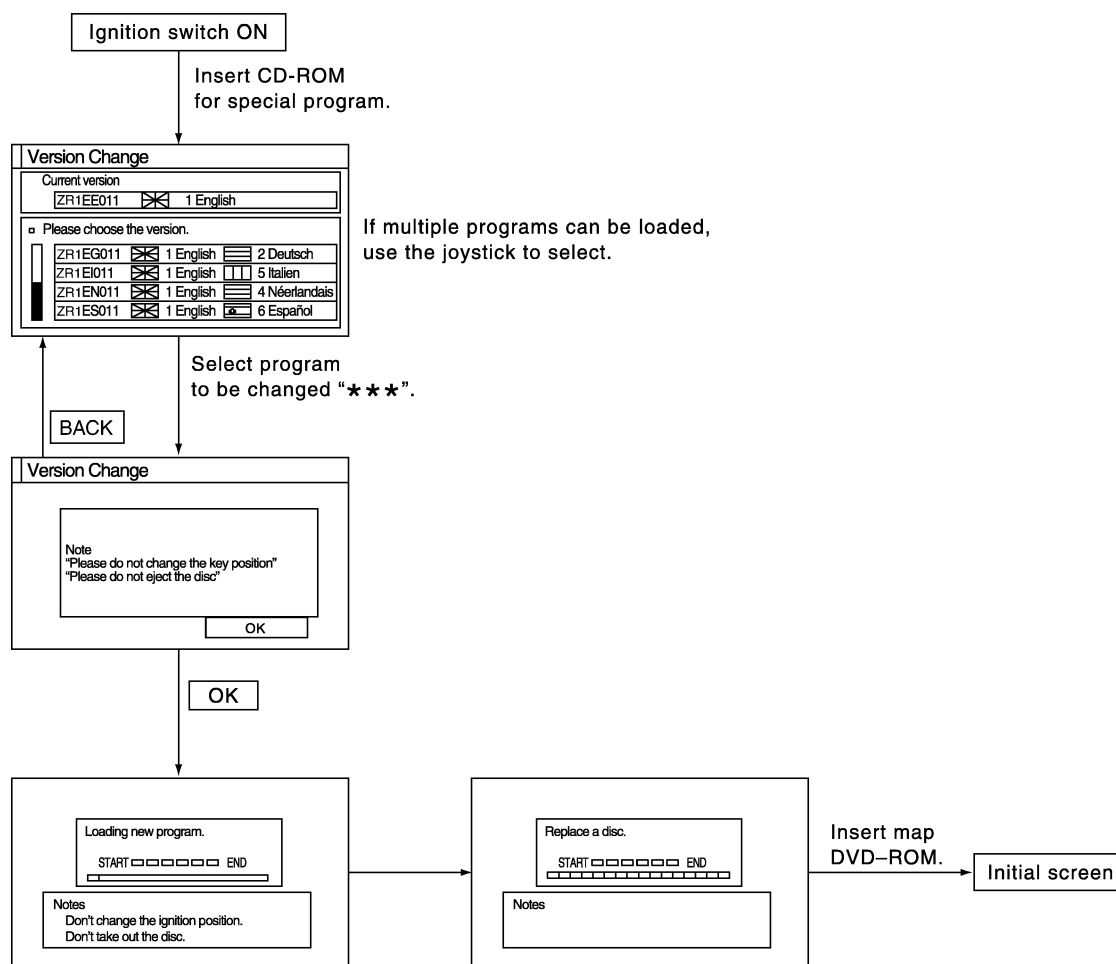 Ignition switch ON
Insert CD-ROM
for special program.
Version Change
Current version
ZR1EE011 1 English
Please choose the version.
ZR1EG011 1 English 2 Deutsch
ZR1EI011 1 English 5 Italien
ZR1EN011 1 English 4 Néerlandais
ZR1ES011 1 English 6 Español
If multiple programs can be loaded,
use the joystick to select.
Select program
to be changed “★★★”.
BACK
Version Change
Note
“Please do not change the key position”
“Please do not eject the disc”
OK
OK
Loading new program.
START END
Notes
Don't change the ignition position.
Don't take out the disc.
Replace a disc.
START END
Notes
Insert map
DVD–ROM.
Initial screen